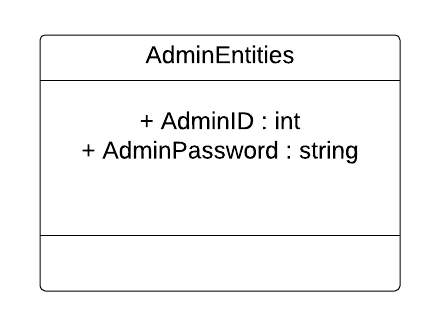 AdminEntities
+ AdminID : int
+ AdminPassword : string